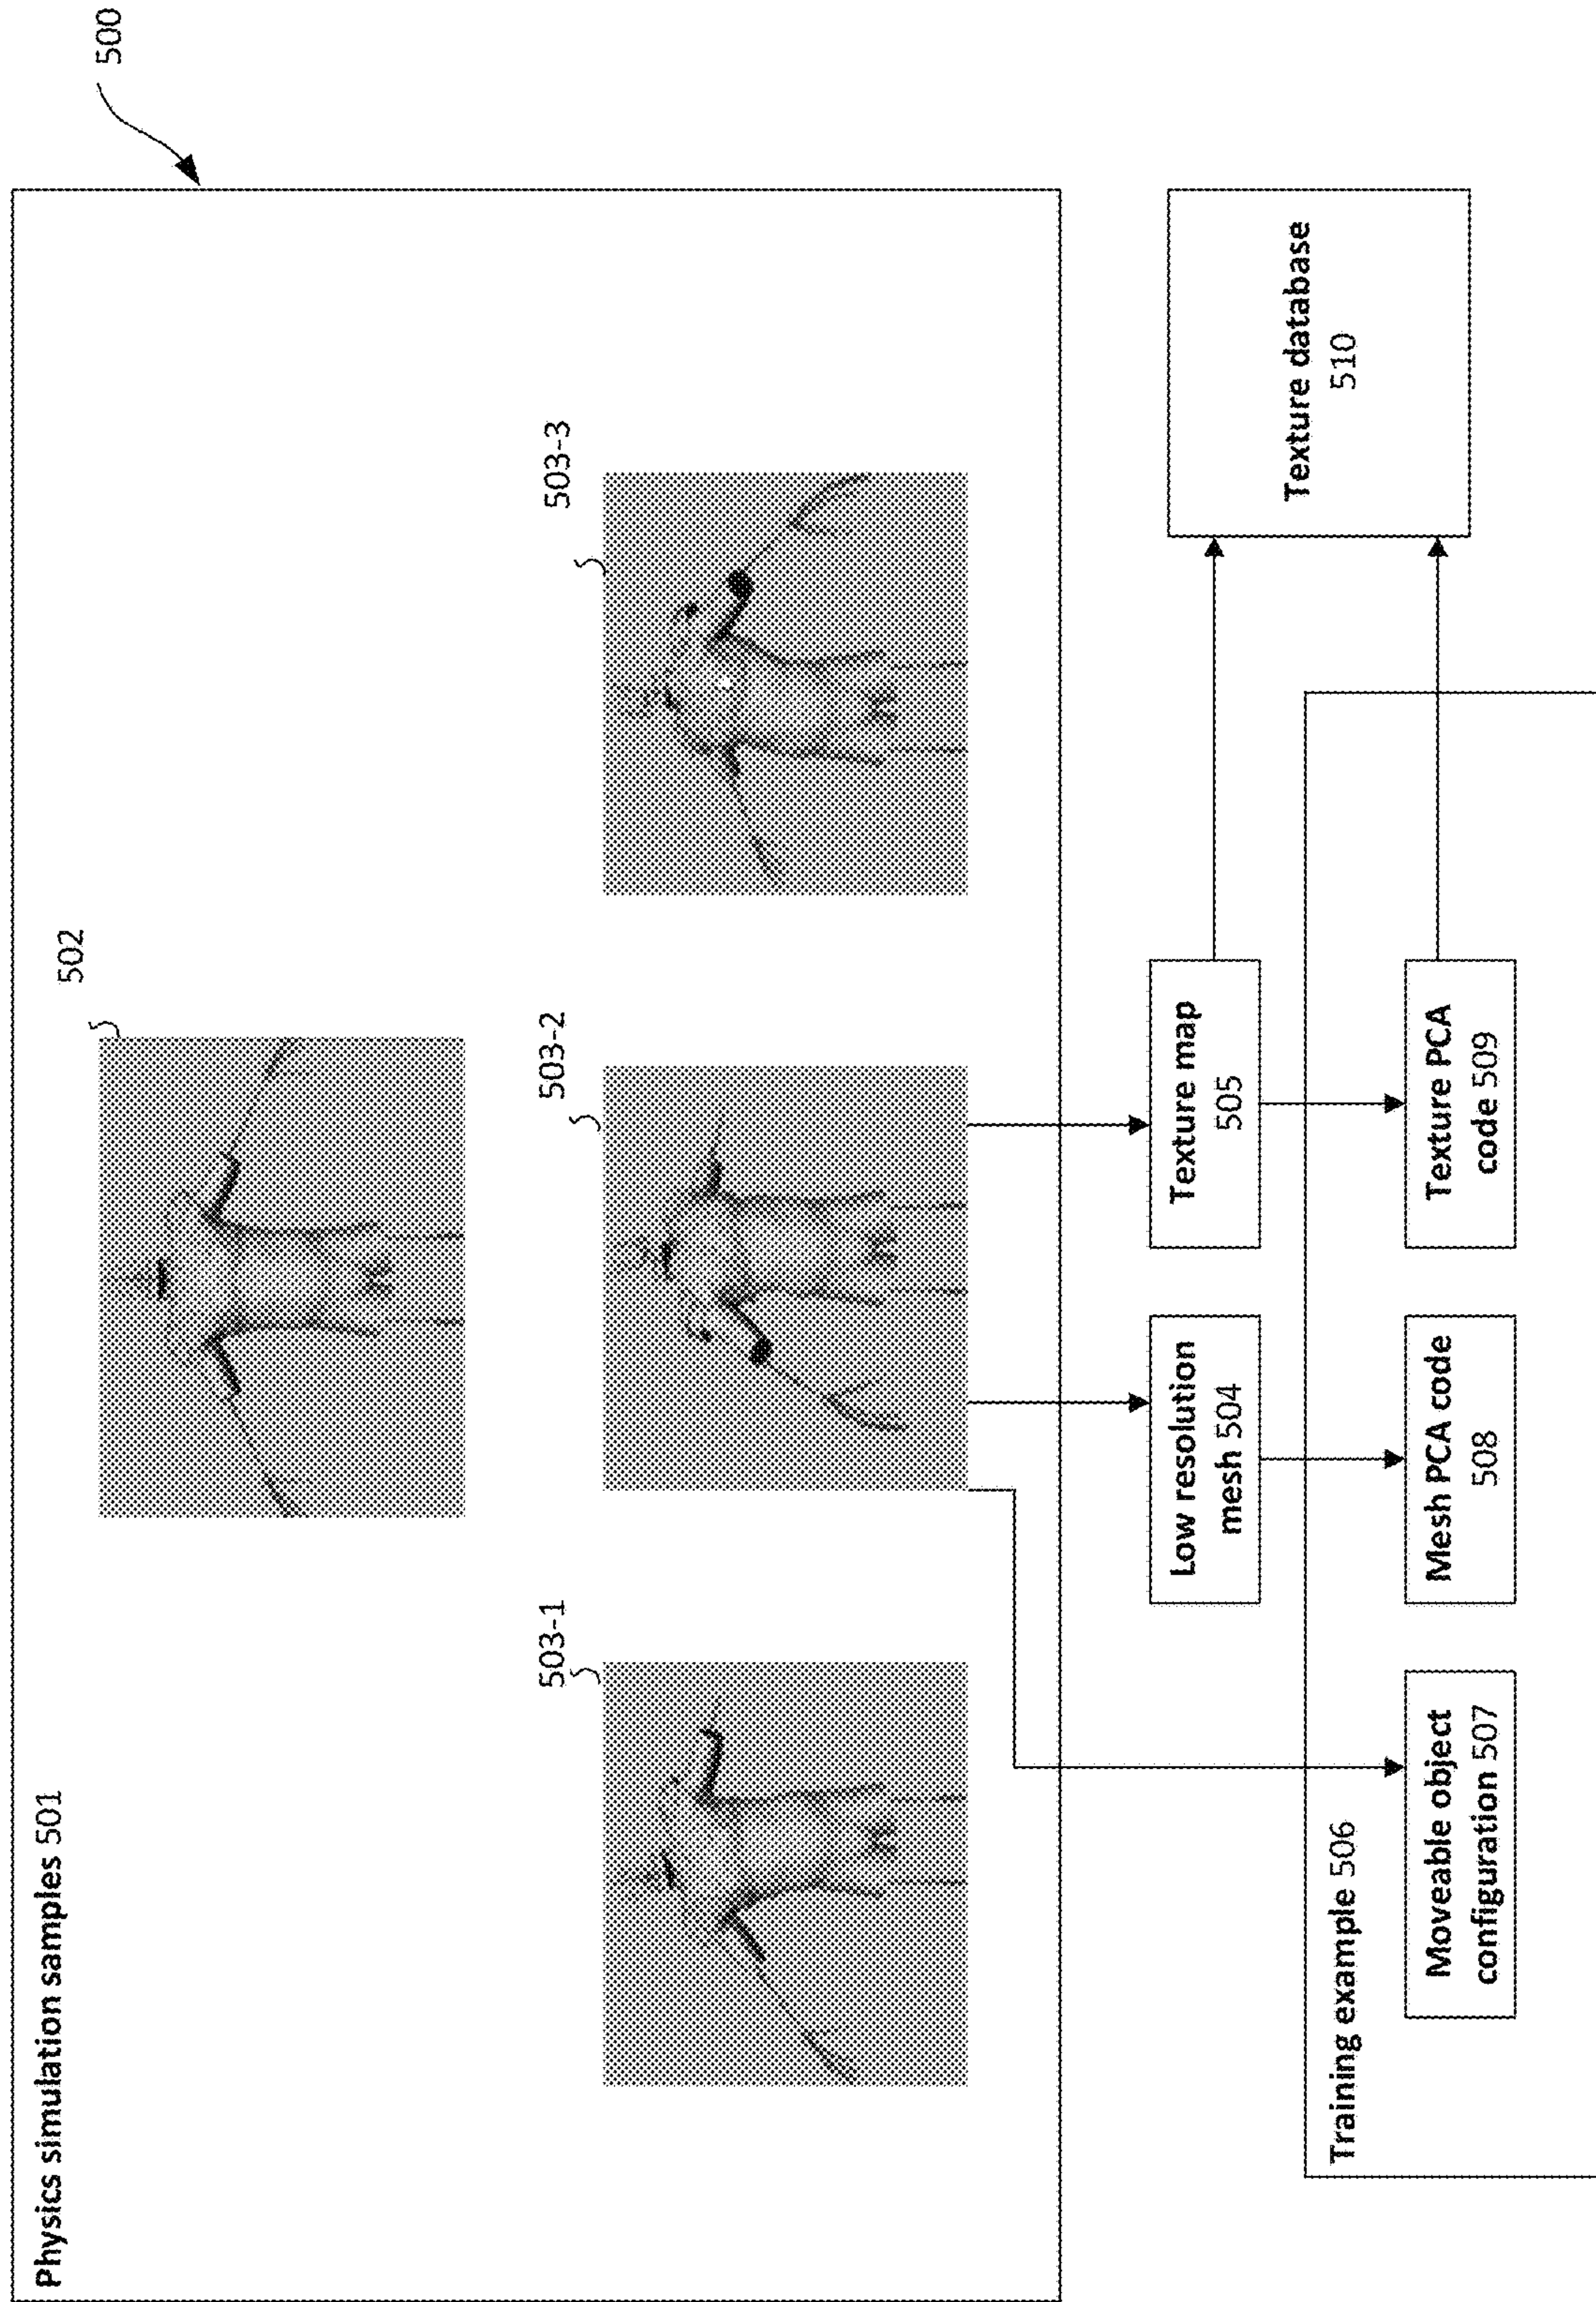 500
Physics simulation samples 501
502
503-1
503-2
503-3
Low resolution
mesh 504
Texture map
505
Texture database
510
Training example 506
Moveable object
configuration 507
Mesh PCA code
508
Texture PCA
code 509